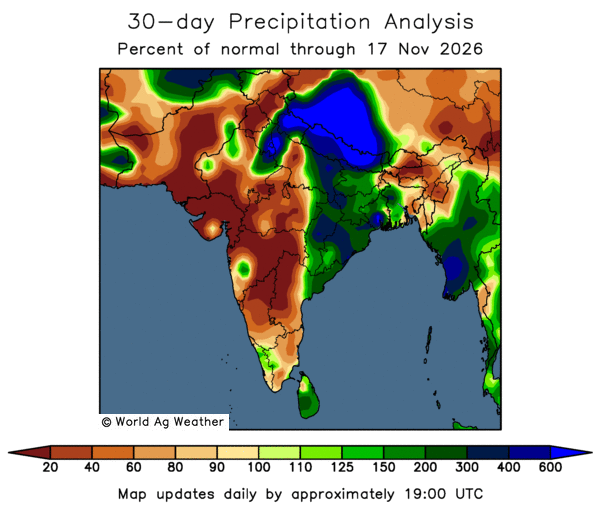 30-day Precipitation Analysis
Percent of normal through 17 Nov 2026
© World Ag Weather
20 40 60 80 90 100 110 125 150 200 300 400 600
Map updates daily by approximately 19:00 UTC